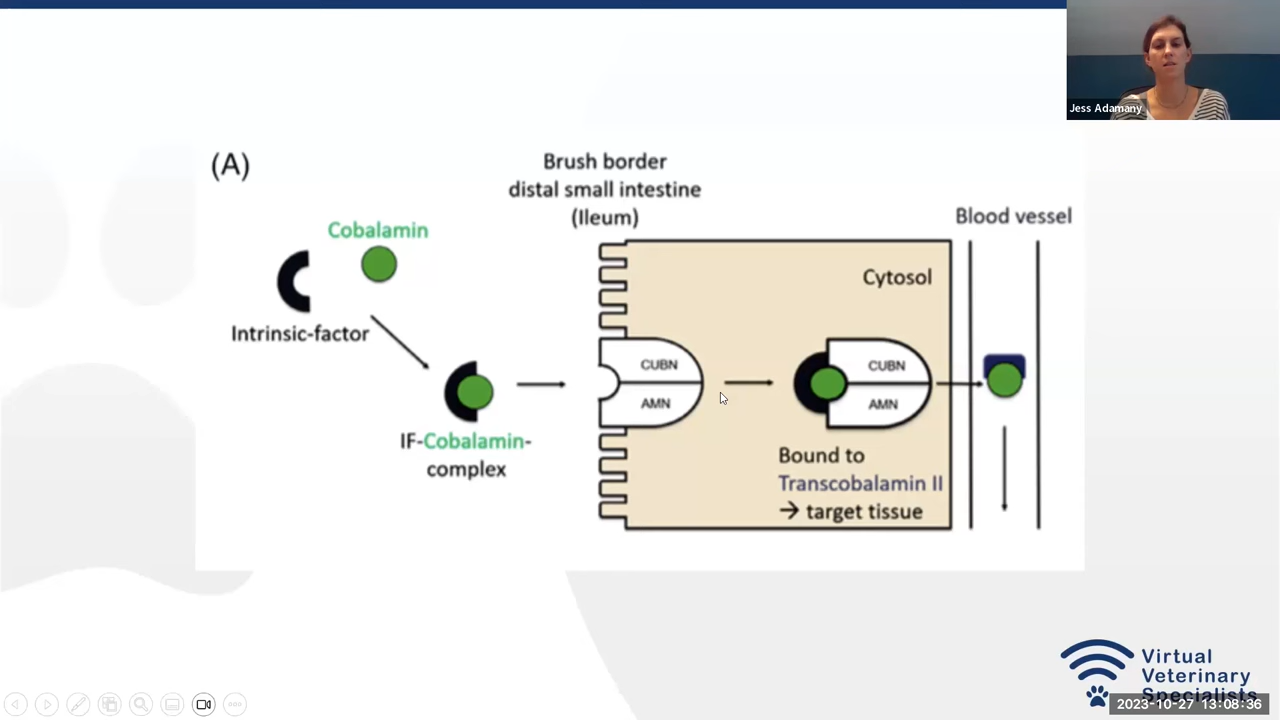 Jess Adamany
(A)
Brush border
distal small intestine
(Ileum)
Cobalamin
Intrinsic-factor
IF-Cobalamin-
complex
Blood vessel
Cytosol
CUBN
AMN
CUBN
AMN
Bound to
Transcobalamin II
→ target tissue
Virtual
Veterinary
Specialists
2023-10-27 13:08:36